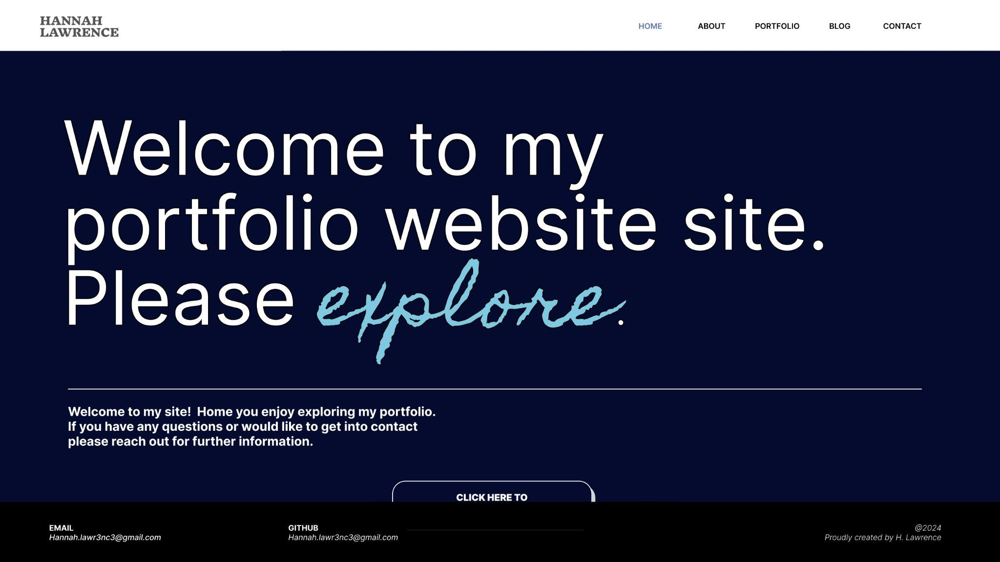 HANNAH
LAWRENCE
HOME ABOUT PORTFOLIO BLOG CONTACT
Welcome to my
portfolio website site.
Please explore.
Welcome to my site!  Home you enjoy exploring my portfolio.
If you have any questions or would like to get into contact
please reach out for further information.
CLICK HERE TO
EMAIL
Hannah.lawr3nc3@gmail.com
GITHUB
Hannah.lawr3nc3@gmail.com
@2024
Proudly created by H. Lawrence